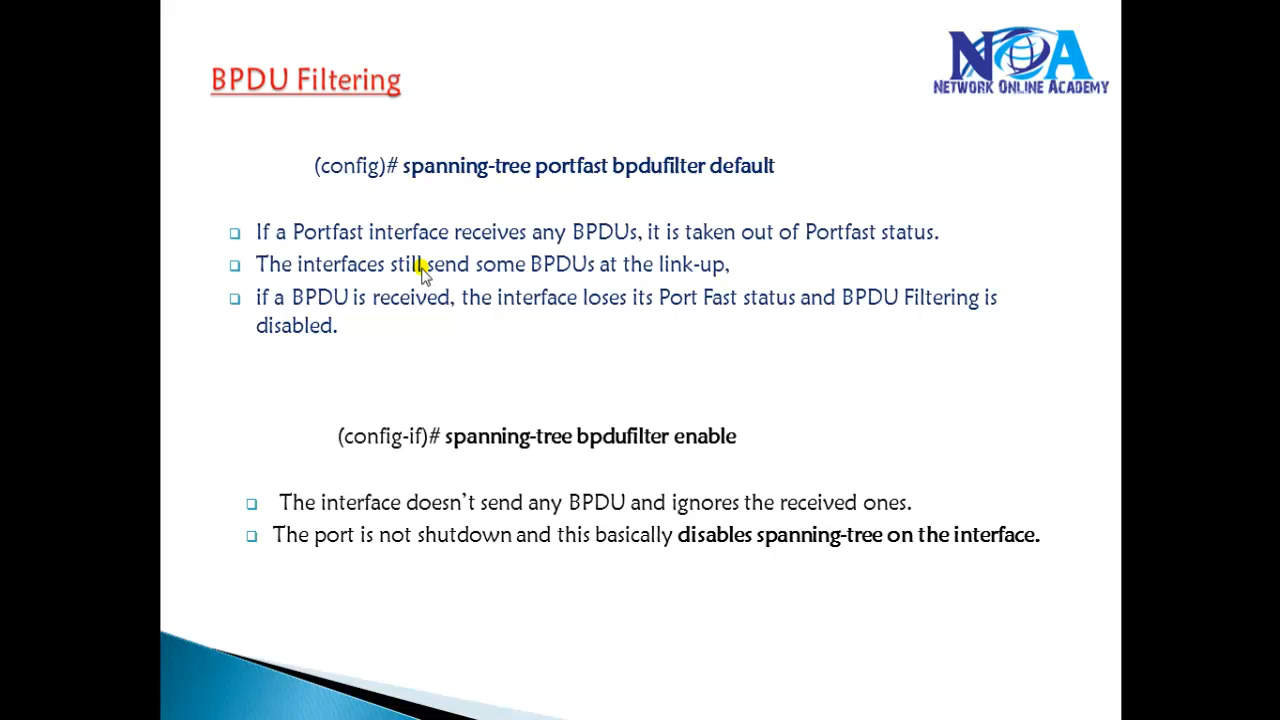 NOA
NETWORK ONLINE ACADEMY
BPDU Filtering
(config)# spanning-tree portfast bpdufilter default
❑ If a Portfast interface receives any BPDUs, it is taken out of Portfast status.
❑ The interfaces still send some BPDUs at the link-up,
❑ if a BPDU is received, the interface loses its Port Fast status and BPDU Filtering is
disabled.
(config-if)# spanning-tree bpdufilter enable
❑ The interface doesn't send any BPDU and ignores the received ones.
❑ The port is not shutdown and this basically disables spanning-tree on the interface.